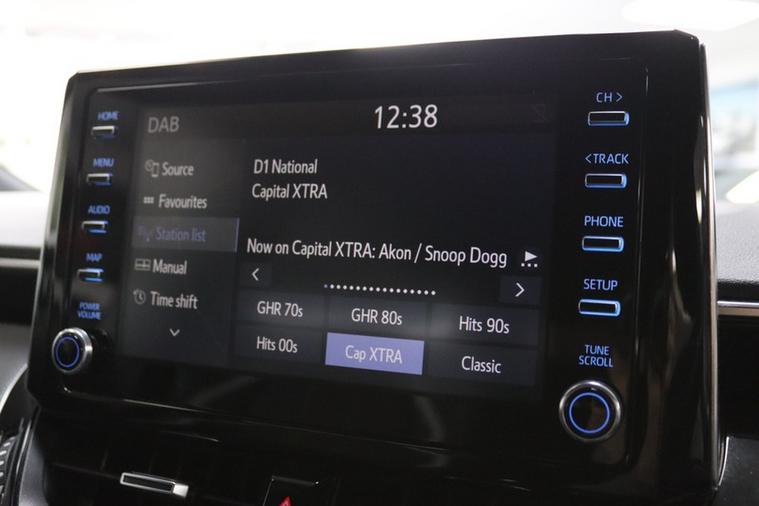 HOME
MENU
AUDIO
MAP
POWER
VOLUME
DAB
12:38
Source
Favourites
Station list
Manual
Time shift
D1 National
Capital XTRA
Now on Capital XTRA: Akon / Snoop Dogg
<
>
GHR 70s
GHR 80s
Hits 90s
Hits 00s
Cap XTRA
Classic
CH >
< TRACK
PHONE
SETUP
TUNE
SCROLL